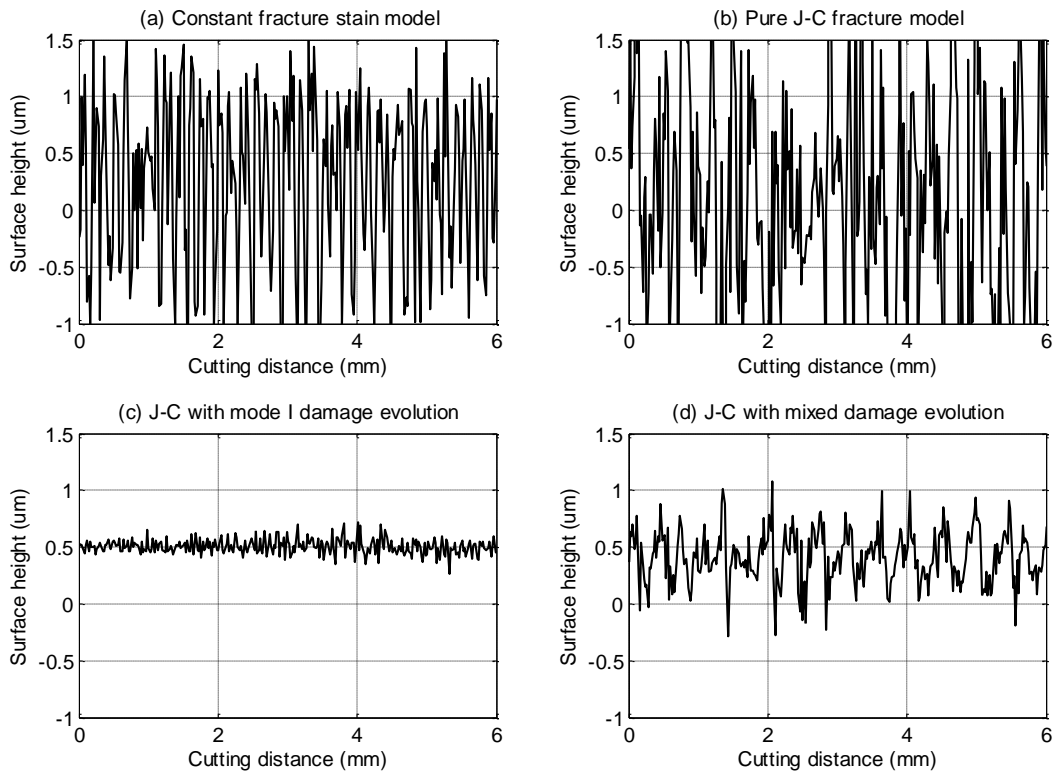 (a) Constant fracture stain model
1.5
1
0.5
0
-0.5
-1
Surface height (um)
0 2 4 6
Cutting distance (mm)
(b) Pure J-C fracture model
1.5
1
0.5
0
-0.5
-1
Surface height (um)
0 2 4 6
Cutting distance (mm)
(c) J-C with mode I damage evolution
1.5
1
0.5
0
-0.5
-1
Surface height (um)
0 2 4 6
Cutting distance (mm)
(d) J-C with mixed damage evolution
1.5
1
0.5
0
-0.5
-1
Surface height (um)
0 2 4 6
Cutting distance (mm)